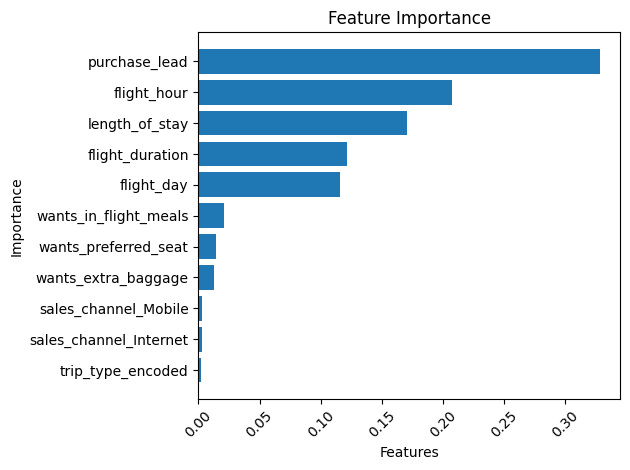 Feature Importance
purchase_lead
flight_hour
length_of_stay
flight_duration
flight_day
wants_in_flight_meals
wants_preferred_seat
wants_extra_baggage
sales_channel_Mobile
sales_channel_Internet
trip_type_encoded
Importance
0.00
0.05
0.10
0.15
0.20
0.25
0.30
Features